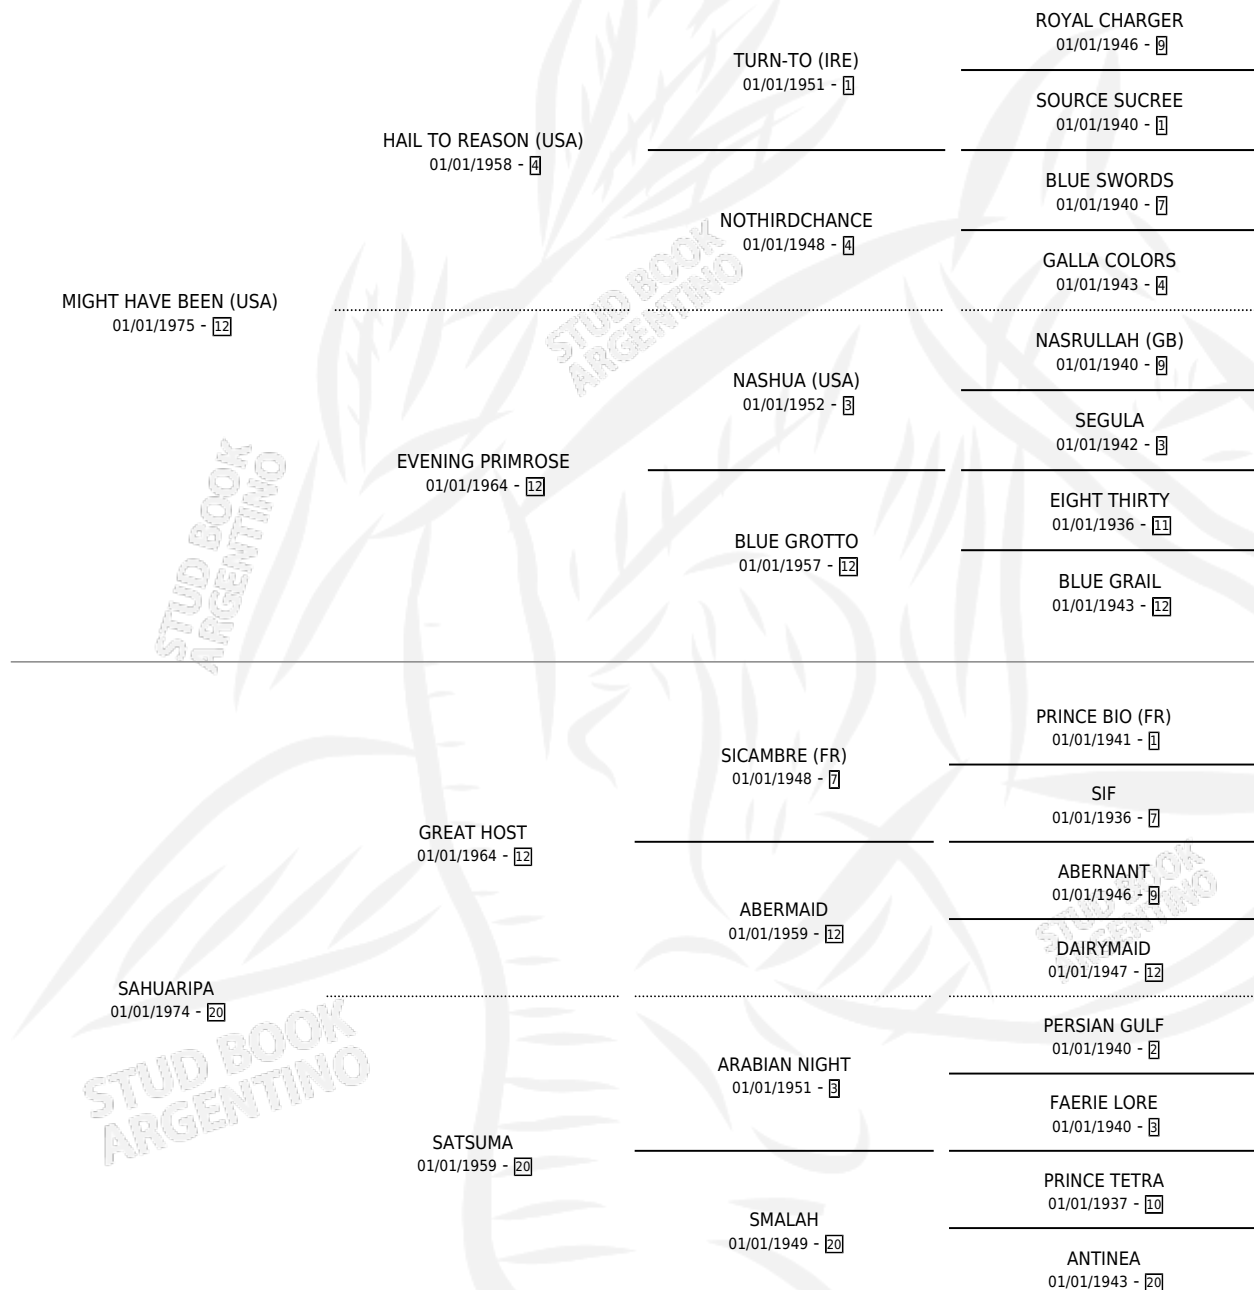 ROYAL CHARGER
01/01/1946 - 9
TURN-TO (IRE)
01/01/1951 - 1
SOURCE SUCREE
01/01/1940 - 1
HAIL TO REASON (USA)
01/01/1958 - 4
BLUE SWORDS
01/01/1940 - 7
NOTHIRDCHANCE
01/01/1948 - 4
GALLA COLORS
01/01/1943 - 4
MIGHT HAVE BEEN (USA)
01/01/1975 - 12
NASRULLAH (GB)
01/01/1940 - 9
NASHUA (USA)
01/01/1952 - 3
SEGULA
01/01/1942 - 3
EVENING PRIMROSE
01/01/1964 - 12
EIGHT THIRTY
01/01/1936 - 11
BLUE GROTTO
01/01/1957 - 12
BLUE GRAIL
01/01/1943 - 12
PRINCE BIO (FR)
01/01/1941 - 1
SICAMBRE (FR)
01/01/1948 - 7
SIF
01/01/1936 - 7
GREAT HOST
01/01/1964 - 12
ABERNANT
01/01/1946 - 9
ABERMAID
01/01/1959 - 12
DAIRYMAID
01/01/1947 - 12
SAHUARIPA
01/01/1974 - 20
PERSIAN GULF
01/01/1940 - 2
ARABIAN NIGHT
01/01/1951 - 3
FAERIE LORE
01/01/1940 - 3
SATSUMA
01/01/1959 - 20
PRINCE TETRA
01/01/1937 - 10
SMALAH
01/01/1949 - 20
ANTINEA
01/01/1943 - 20
STUD BOOK
ARGENTINO
STUD BOOK
ARGENTINO
STUD BOOK
ARGENTINO
STUD BOOK
ARGENTINO